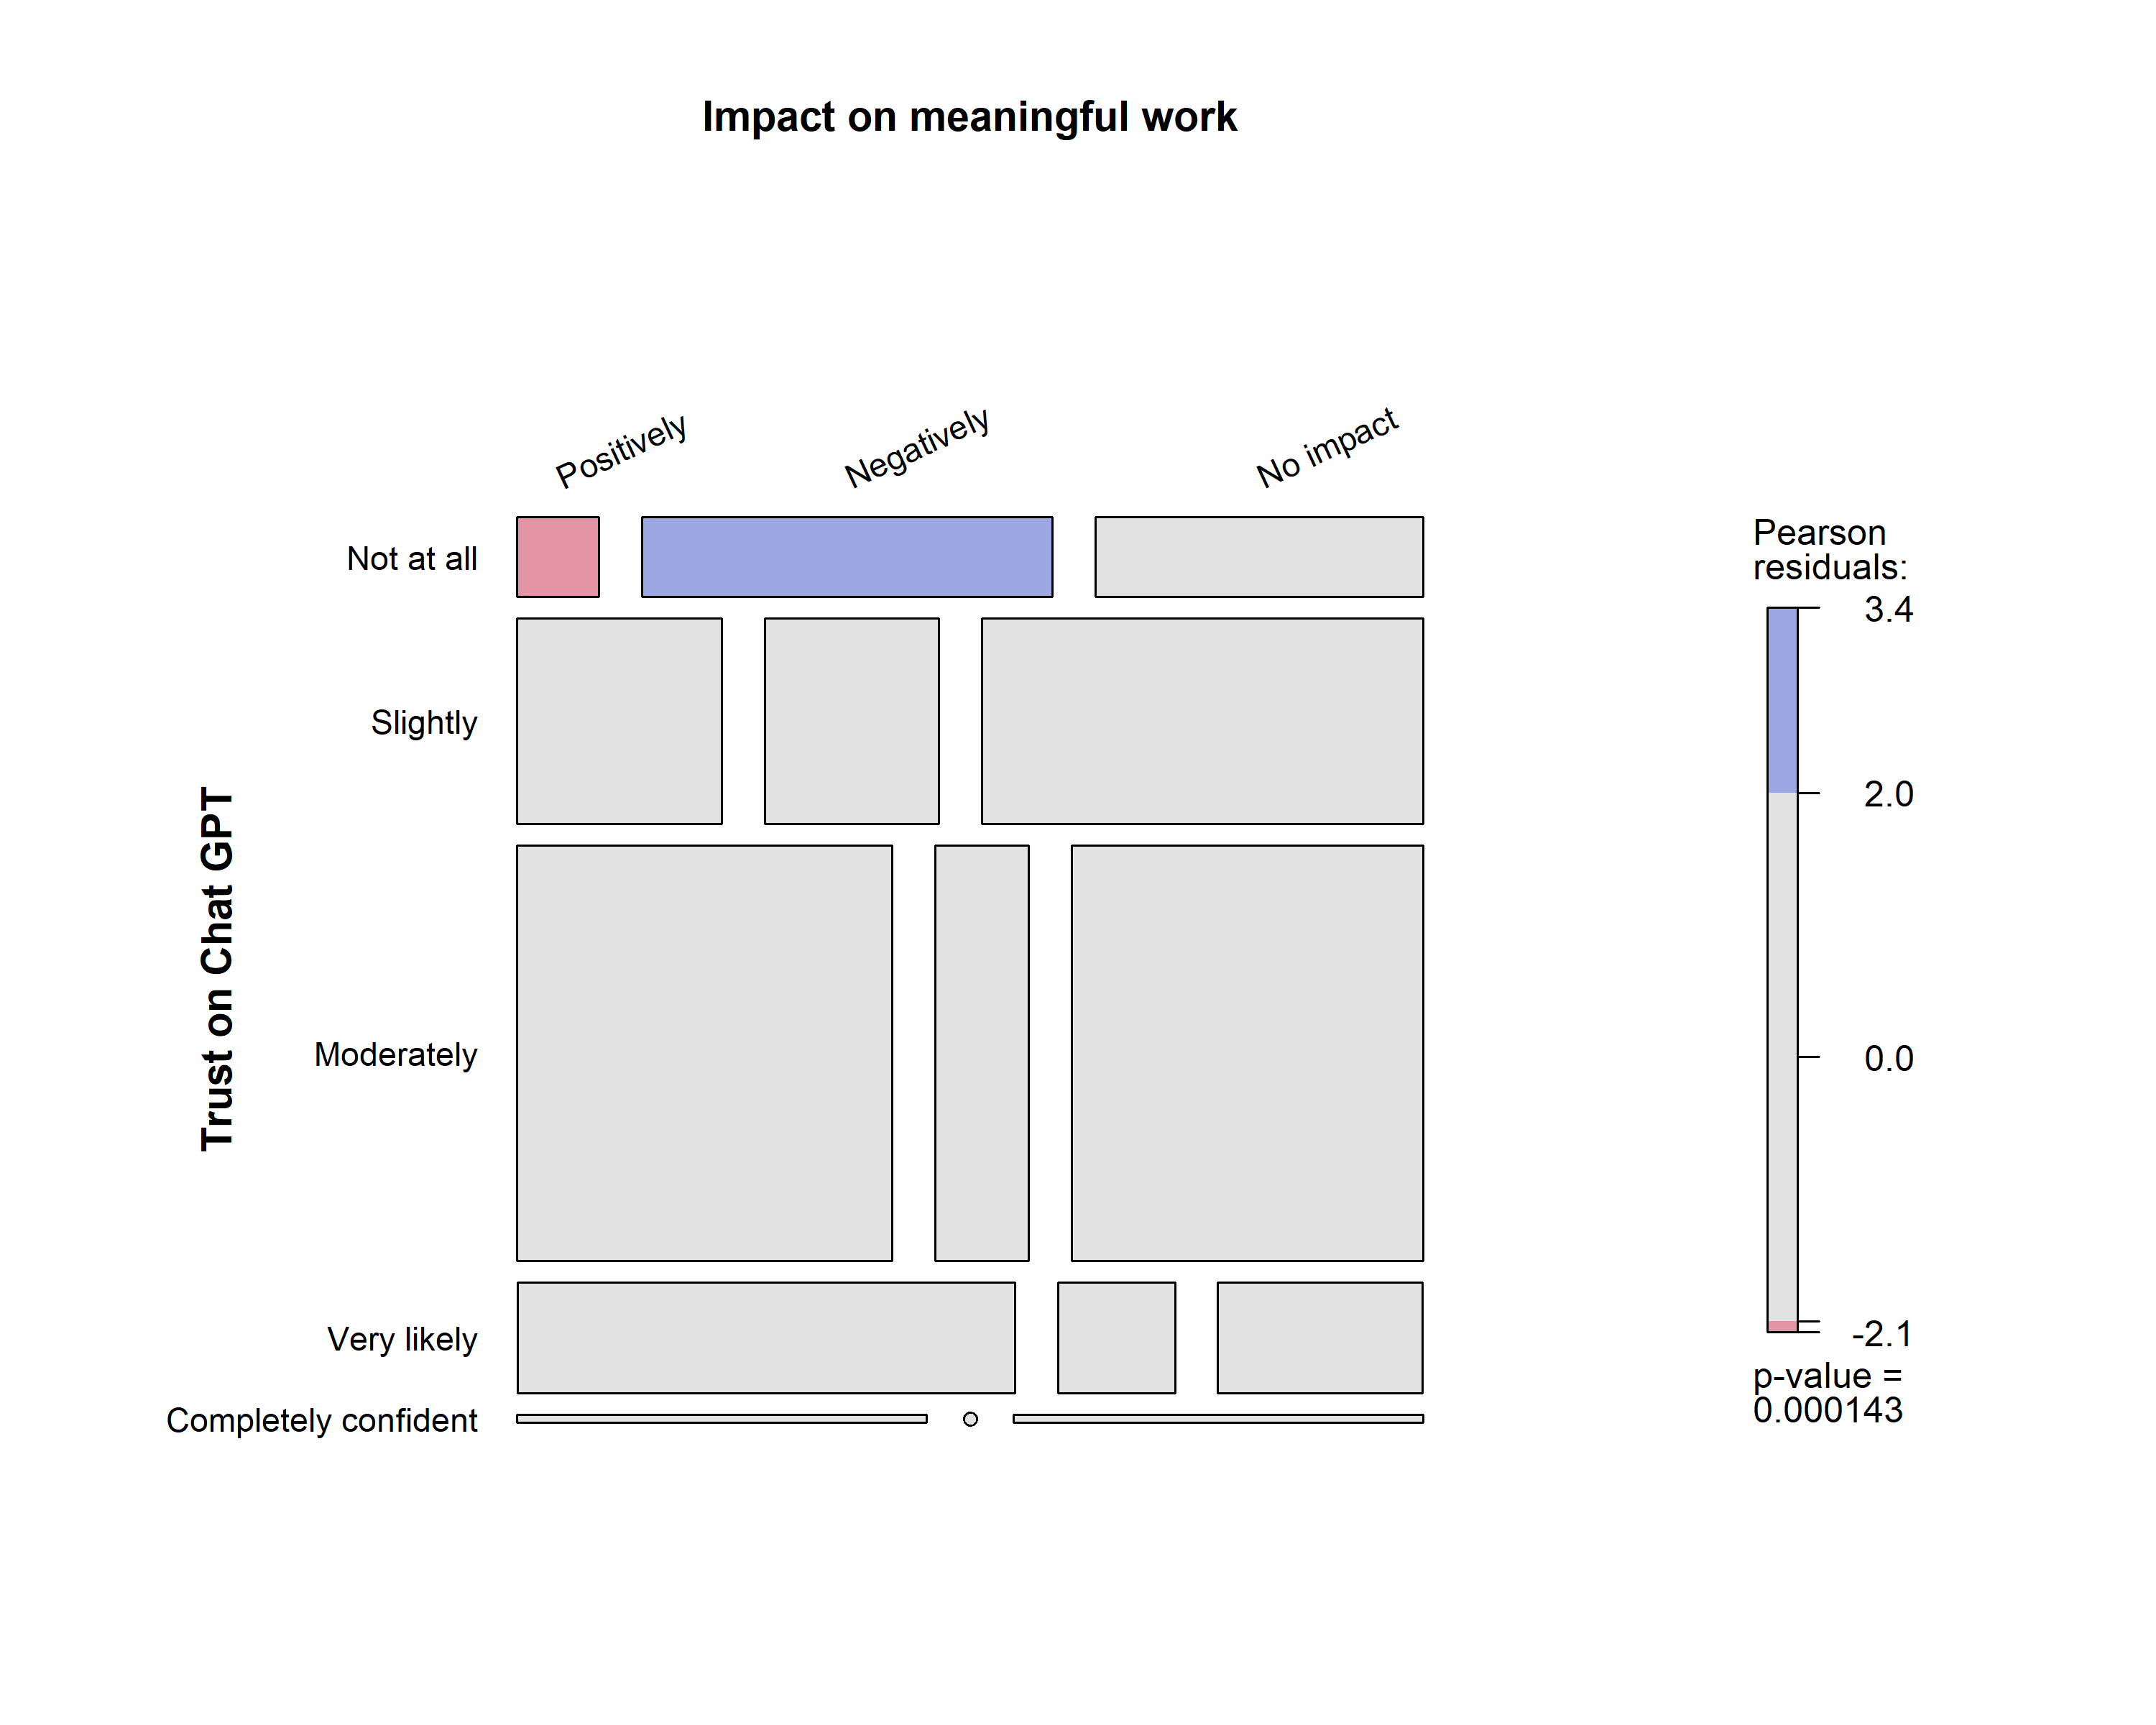 Impact on meaningful work
Positively
Negatively
No impact
Trust on Chat GPT
Not at all
Slightly
Moderately
Very likely
Completely confident
Pearson
residuals:
3.4
2.0
0.0
-2.1
p-value =
0.000143